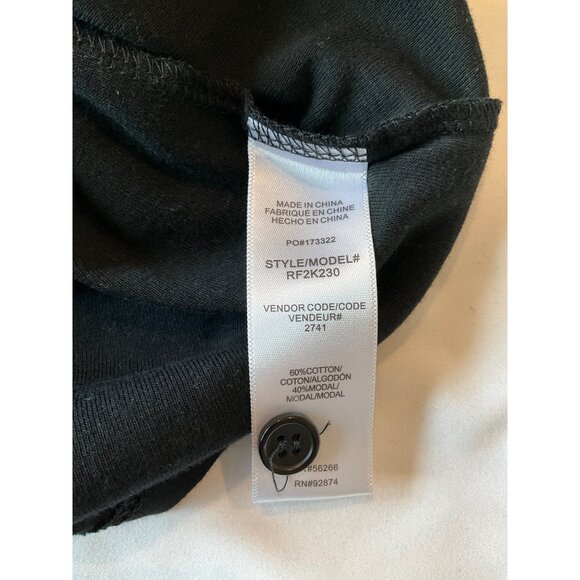 MADE IN CHINA
FABRIQUÉ EN CHINE
HECHO EN CHINA
PO#173322
STYLE/MODEL#
RF2K230
VENDOR CODE/CODE
VENDEUR#
2741
60%COTTON/
COTON/ALGODÓN
40%MODAL/
MODAL/MODAL
#56266
RN#92874